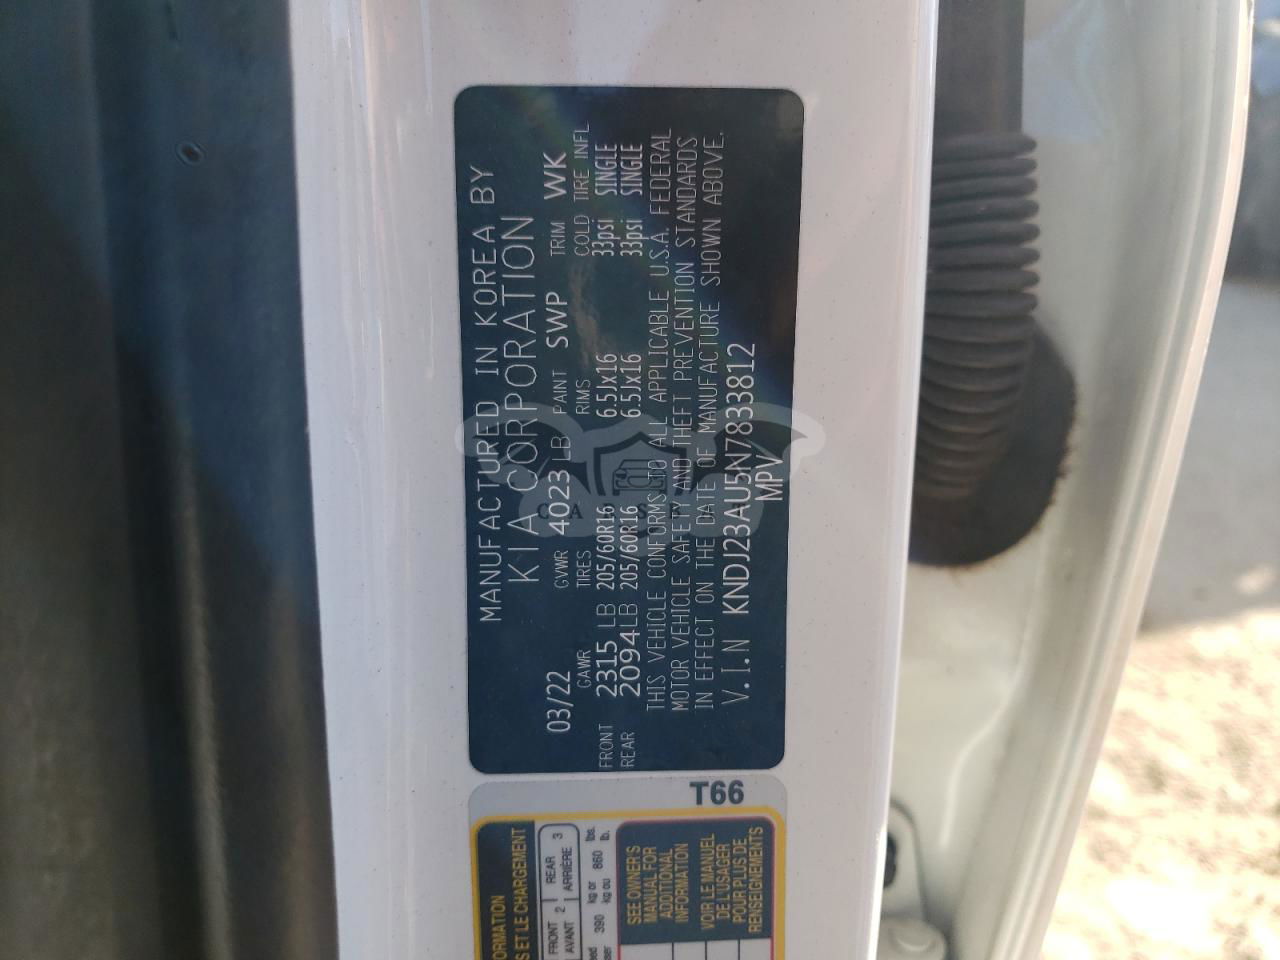 MANUFACTURED IN KOREA BY
KIA CORPORATION
03/22 GVWR 4023 LB PAINT SWP TRIM WK
GAWR TIRES RIMS COLD TIRE INFL
FRONT 2315 LB 205/60R16 6.5Jx16 33psi SINGLE
REAR 2094LB 205/60R16 6.5Jx16 33psi SINGLE
THIS VEHICLE CONFORMS TO ALL APPLICABLE U.S.A. FEDERAL
MOTOR VEHICLE SAFETY AND THEFT PREVENTION STANDARDS
IN EFFECT ON THE DATE OF MANUFACTURE SHOWN ABOVE.
V.I.N KNDJ23AU5N7833812
MPV
T66
ET LE CHARGEMENT
FRONT 2 REAR 3
AVANT ARRIÈRE
390 kg or 860 lbs.
kg ou lb.
SEE OWNER'S
MANUAL FOR
ADDITIONAL
INFORMATION
VOIR LE MANUEL
DE L'USAGER
POUR PLUS DE
RENSEIGNEMENTS